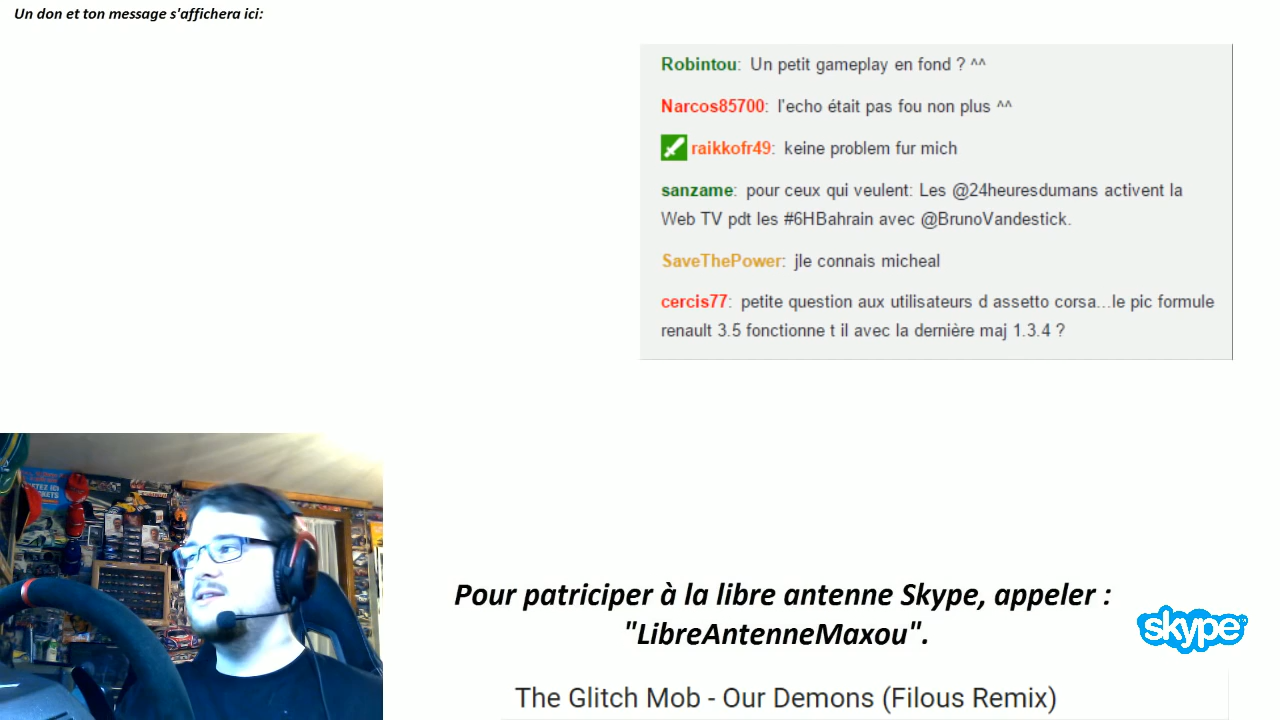 Un don et ton message s'affichera ici:
Robintou: Un petit gameplay en fond ? ^^
Narcos85700: l'echo était pas fou non plus ^^
raikkofr49: keine problem fur mich
sanzame: pour ceux qui veulent: Les @24heuresdumans activent la
Web TV pdt les #6HBahrain avec @BrunoVandestick.
SaveThePower: jle connais micheal
cercis77: petite question aux utilisateurs d assetto corsa...le pic formule
renault 3.5 fonctionne t il avec la dernière maj 1.3.4 ?
Pour patriciper à la libre antenne Skype, appeler :
"LibreAntenneMaxou".
skype
The Glitch Mob - Our Demons (Filous Remix)